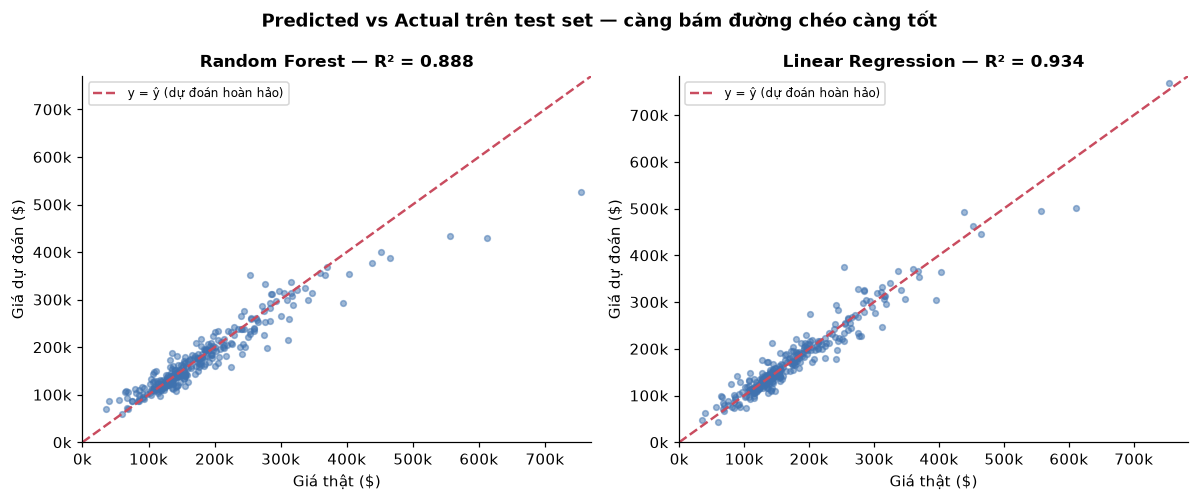 Predicted vs Actual trên test set — càng bám đường chéo càng tốt
Random Forest — R² = 0.888
y = ŷ (dự đoán hoàn hảo)
Giá dự đoán ($)
700k
600k
500k
400k
300k
200k
100k
0k
0k 100k 200k 300k 400k 500k 600k 700k
Giá thật ($)
Linear Regression — R² = 0.934
y = ŷ (dự đoán hoàn hảo)
Giá dự đoán ($)
700k
600k
500k
400k
300k
200k
100k
0k
0k 100k 200k 300k 400k 500k 600k 700k
Giá thật ($)